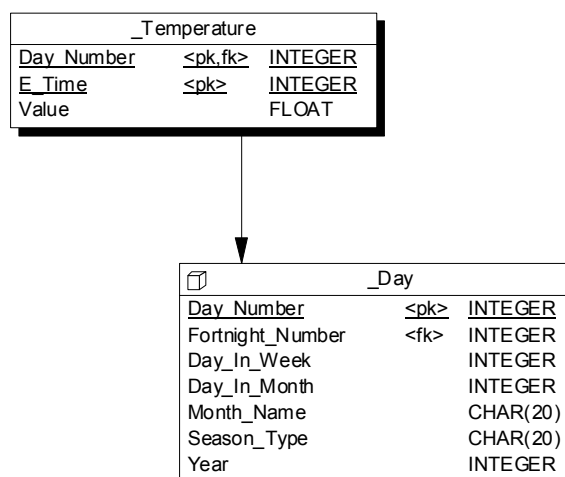 _Temperature
Day_Number <pk,fk> INTEGER
E_Time <pk> INTEGER
Value FLOAT
_Day
Day_Number <pk> INTEGER
Fortnight_Number <fk> INTEGER
Day_In_Week INTEGER
Day_In_Month INTEGER
Month_Name CHAR(20)
Season_Type CHAR(20)
Year INTEGER